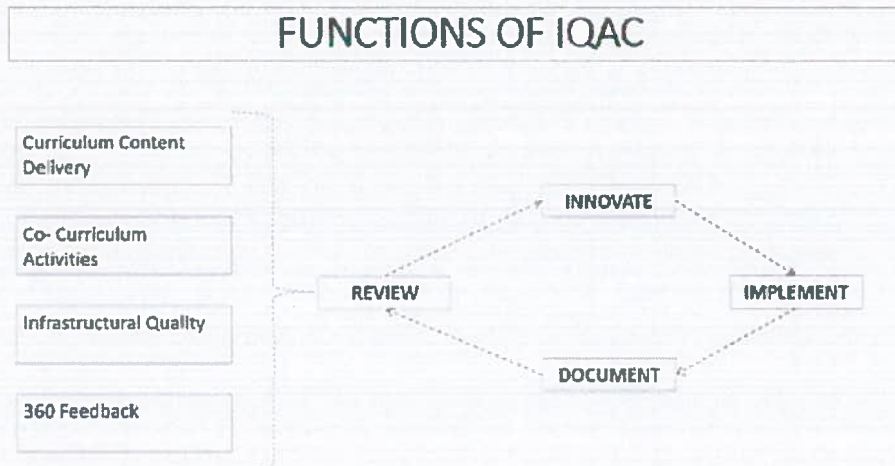 FUNCTIONS OF IQAC
Curriculum Content
Delivery
Co- Curriculum
Activities
Infrastructural Quality
360 Feedback
INNOVATE
REVIEW
IMPLEMENT
DOCUMENT